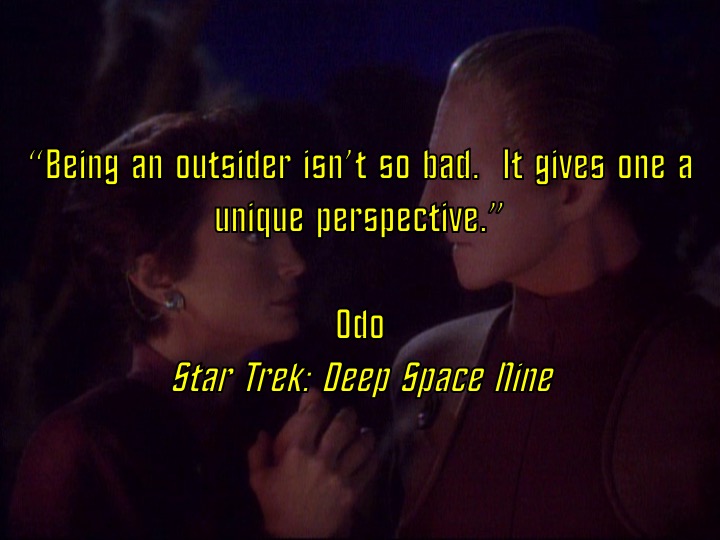 “Being an outsider isn’t so bad.  It gives one a
unique perspective.”
Odo
Star Trek: Deep Space Nine